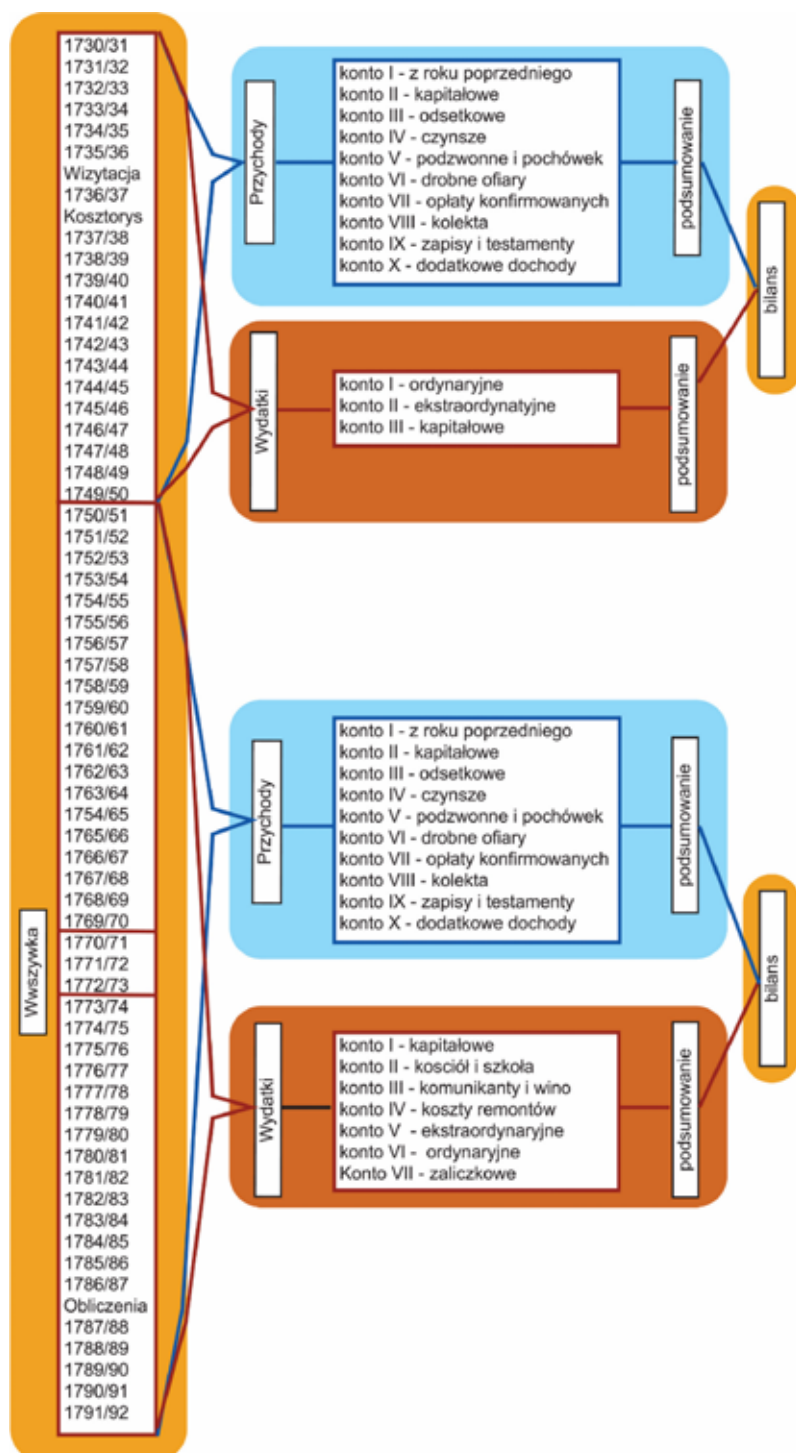 Wwszywka
1730/31
1731/32
1732/33
1733/34
1734/35
1735/36
Wizytacja
1736/37
Kosztorys
1737/38
1738/39
1739/40
1740/41
1741/42
1742/43
1743/44
1744/45
1745/46
1746/47
1747/48
1748/49
1749/50
1750/51
1751/52
1752/53
1753/54
1754/55
1755/56
1756/57
1757/58
1758/59
1759/60
1760/61
1761/62
1762/63
1763/64
1754/65
1765/66
1766/67
1767/68
1768/69
1769/70
1770/71
1771/72
1772/73
1773/74
1774/75
1775/76
1776/77
1777/78
1778/79
1779/80
1780/81
1781/82
1782/83
1783/84
1784/85
1785/86
1786/87
Obliczenia
1787/88
1788/89
1789/90
1790/91
1791/92
Przychody
konto I - z roku poprzedniego
konto II - kapitałowe
konto III - odsetkowe
konto IV - czynsze
konto V - podzwonne i pochówek
konto VI - drobne ofiary
konto VII - opłaty konfirmowanych
konto VIII - kolekta
konto IX - zapisy i testamenty
konto X - dodatkowe dochody
podsumowanie
Wydatki
konto I - ordynaryjne
konto II - ekstraordynatyjne
konto III - kapitałowe
podsumowanie
bilans
Przychody
konto I - z roku poprzedniego
konto II - kapitałowe
konto III - odsetkowe
konto IV - czynsze
konto V - podzwonne i pochówek
konto VI - drobne ofiary
konto VII - opłaty konfirmowanych
konto VIII - kolekta
konto IX - zapisy i testamenty
konto X - dodatkowe dochody
podsumowanie
Wydatki
konto I - kapitałowe
konto II - kosciół i szkoła
konto III - komunikanty i wino
konto IV - koszty remontów
konto V - ekstraordynaryjne
konto VI - ordynaryjne
Konto VII - zaliczkowe
podsumowanie
bilans